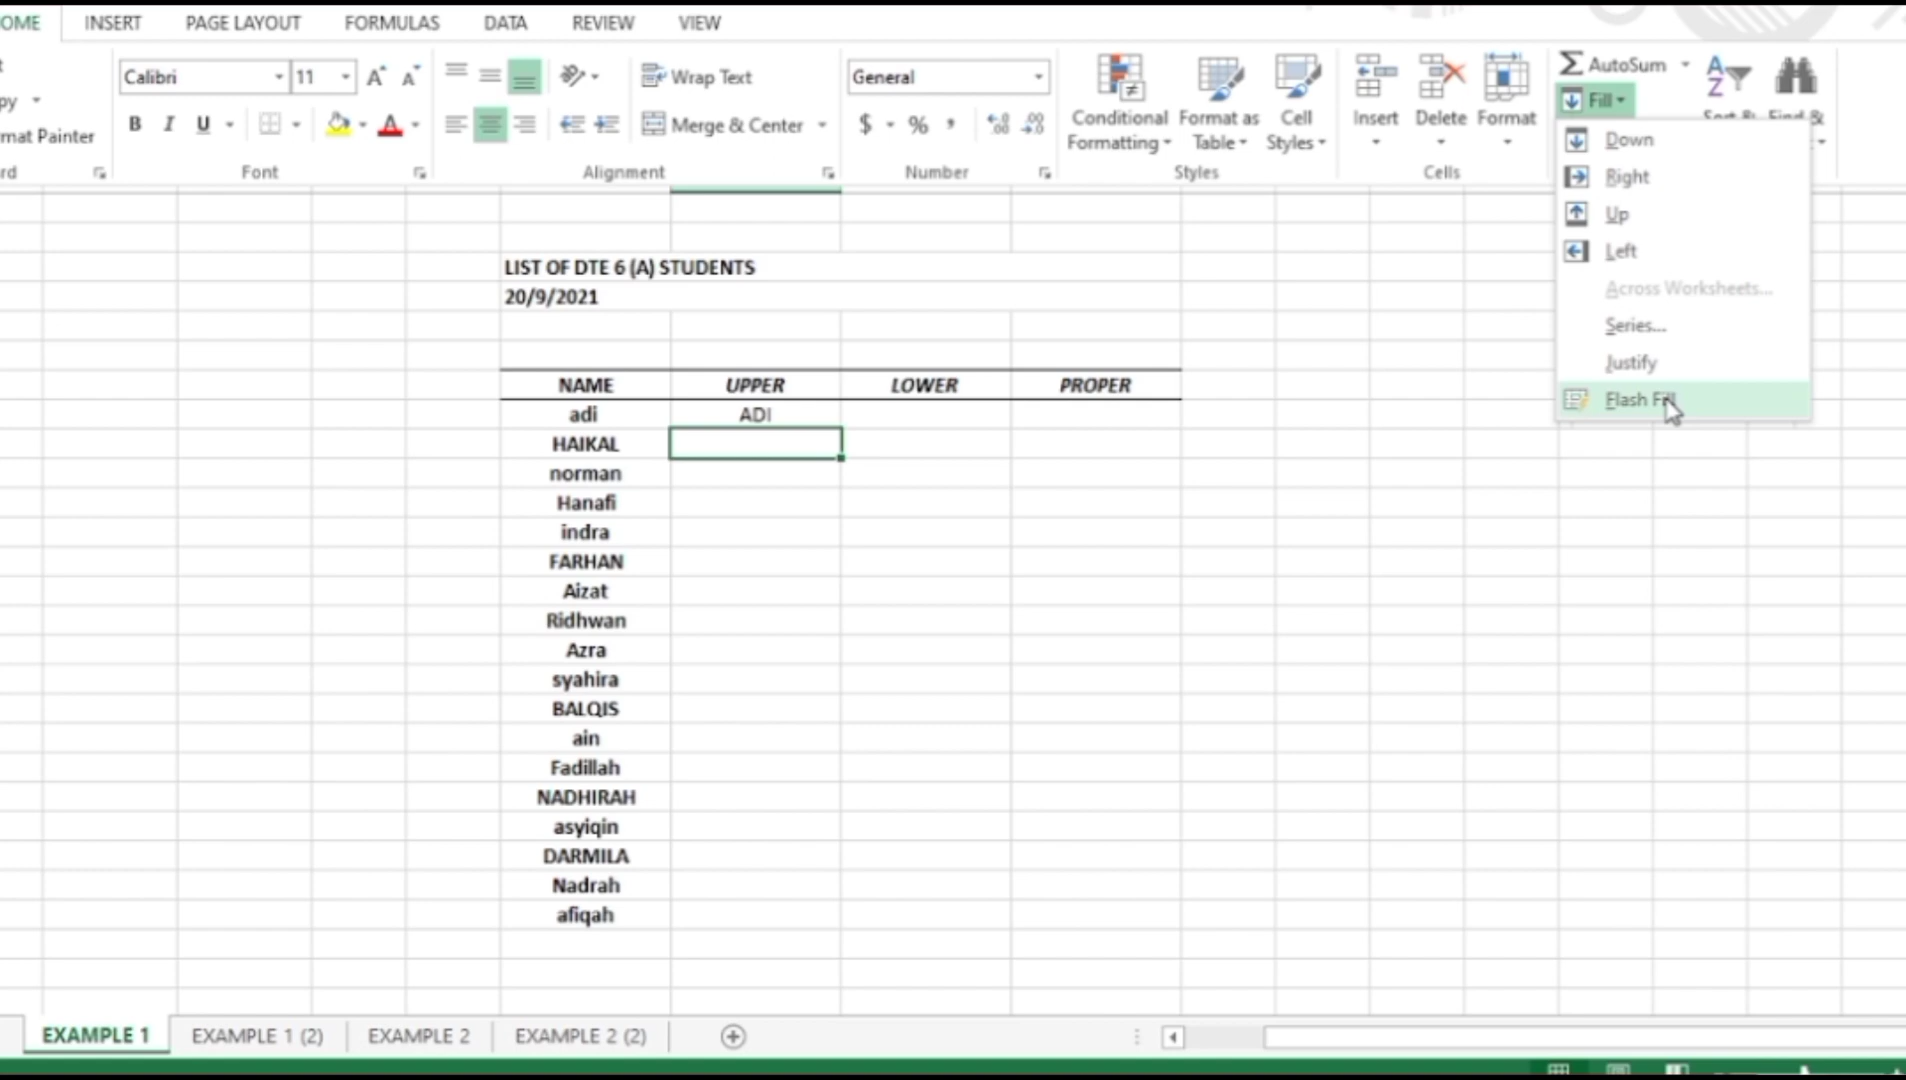 OME INSERT PAGE LAYOUT FORMULAS DATA REVIEW VIEW
Calibri 11 Wrap Text General AutoSum
py Fill
rmat Painter B I U Merge & Center $ % , Conditional Formatting Format as Table Cell Styles Insert Delete Format Sort & Find &
rd Font Alignment Number Styles Cells
Down
Right
Up
Left
Across Worksheets...
Series...
Justify
Flash Fill
LIST OF DTE 6 (A) STUDENTS
20/9/2021
NAME UPPER LOWER PROPER
adi ADI
HAIKAL
norman
Hanafi
indra
FARHAN
Aizat
Ridhwan
Azra
syahira
BALQIS
ain
Fadillah
NADHIRAH
asyiqin
DARMILA
Nadrah
afiqah
EXAMPLE 1 EXAMPLE 1 (2) EXAMPLE 2 EXAMPLE 2 (2)